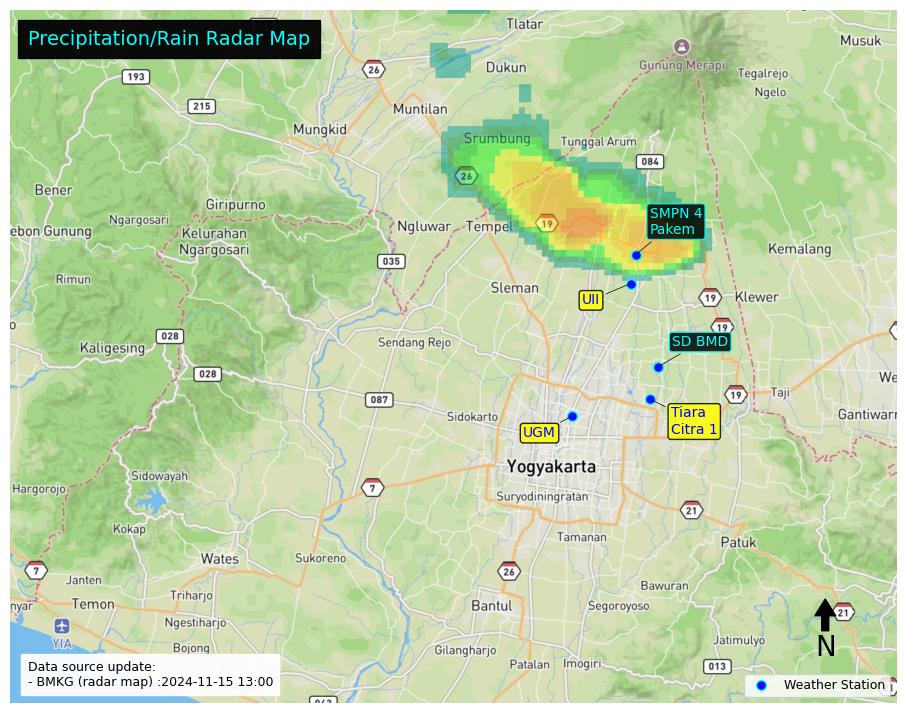 Precipitation/Rain Radar Map
Tlatar
Musuk
26
193
Dukun
Gunung Merapi
Tegalrejo
Ngelo
215
Muntilan
Mungkid
Srumbung
Tunggal Arum
084
26
Bener
Giripurno
SMPN 4
Pakem
Ngargosari
ebon Gunung
Kelurahan
Ngargosari
Ngluwar
Tempel
19
Kemalang
035
Rimun
Sleman
UII
19
Klewer
19
028
Kaligesing
Sendang Rejo
SD BMD
028
087
19
Taji
We
Sidokarto
Tiara
Citra 1
Gantiwarn
UGM
Yogyakarta
Sidowayah
Hargorojo
7
Suryodiningratan
21
Kokap
Tamanan
Patuk
Wates
Sukoreno
7
26
Janten
Triharjo
Bawuran
nyar
Temon
Bantul
Segoroyoso
21
Ngestiharjo
YIA
Bojong
Gilangharjo
Jatimulyo
N
Patalan
Imogiri
013
Data source update:
- BMKG (radar map) :2024-11-15 13:00
Weather Station